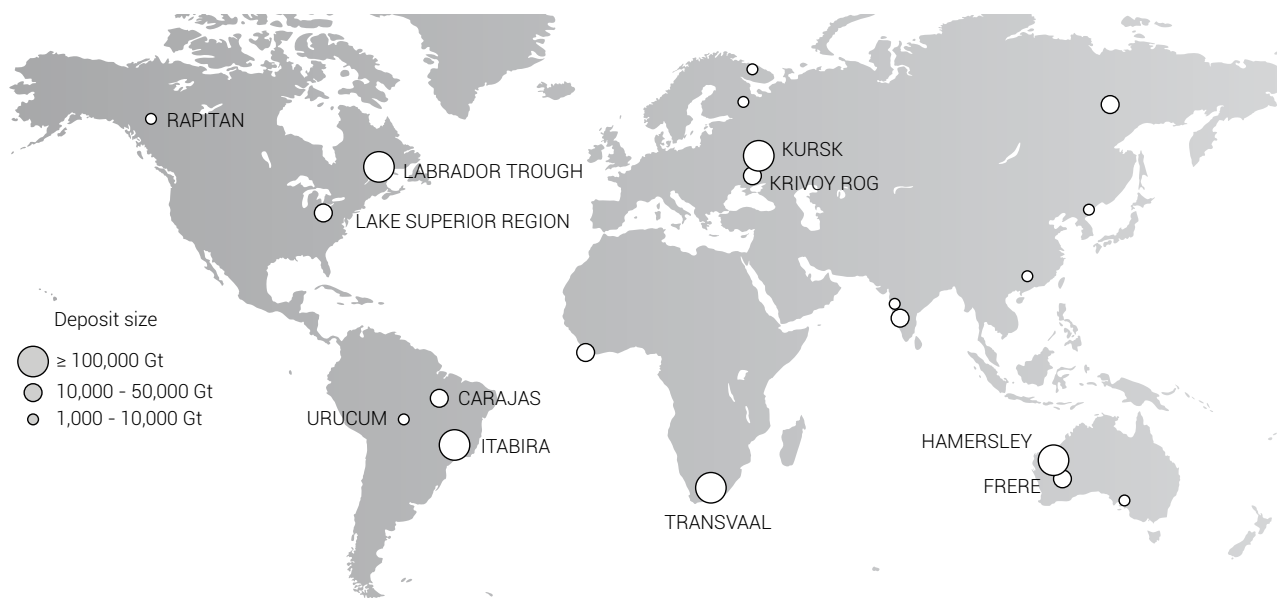 RAPITAN
LABRADOR TROUGH
LAKE SUPERIOR REGION
KURSK
KRIVOY ROG
Deposit size
≥ 100,000 Gt
10,000 - 50,000 Gt
1,000 - 10,000 Gt
CARAJAS
URUCUM
ITABIRA
TRANSVAAL
HAMERSLEY
FRERE